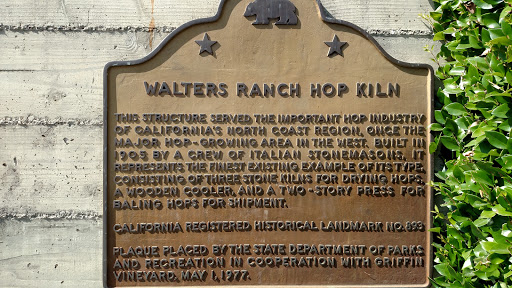 WALTERS RANCH HOP KILN
THIS STRUCTURE SERVED THE IMPORTANT HOP INDUSTRY
OF CALIFORNIA'S NORTH COAST REGION, ONCE THE
MAJOR HOP-GROWING AREA IN THE WEST. BUILT IN
1905 BY A CREW OF ITALIAN STONEMASONS, IT
REPRESENTS THE FINEST EXISTING EXAMPLE OF ITS TYPE,
CONSISTING OF THREE STONE KILNS FOR DRYING HOPS,
A WOODEN COOLER, AND A TWO-STORY PRESS FOR
BALING HOPS FOR SHIPMENT.
CALIFORNIA REGISTERED HISTORICAL LANDMARK NO. 893
PLAQUE PLACED BY THE STATE DEPARTMENT OF PARKS
AND RECREATION IN COOPERATION WITH GRIFFIN
VINEYARD, MAY 1, 1977.